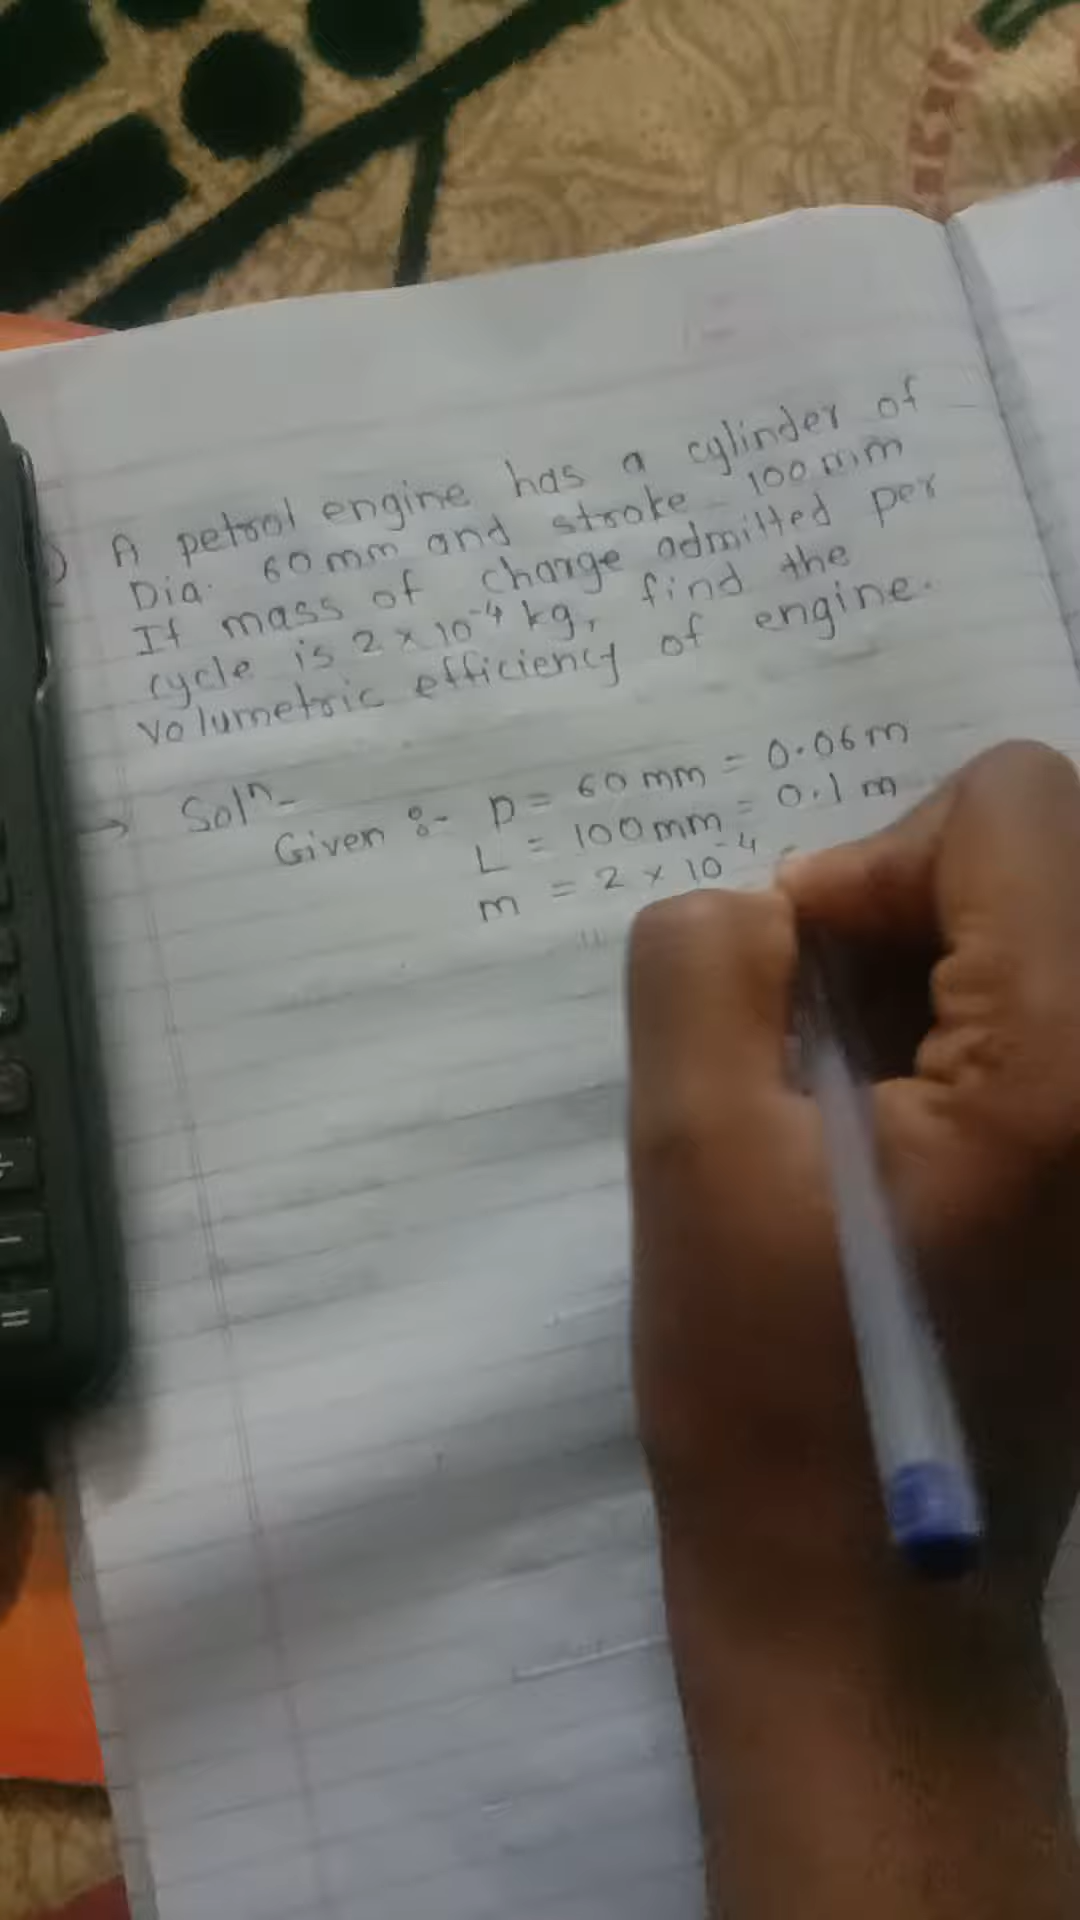 A petrol engine has a cylinder of
Dia. 60 mm and stroke 100 mm
If mass of charge admitted per
cycle is 2 × 10⁻⁴ kg, find the
volumetric efficiency of engine.
→ Solⁿ-
Given :- D = 60 mm = 0.06 m
L = 100 mm = 0.1 m
m = 2 × 10⁻⁴
÷
−
=